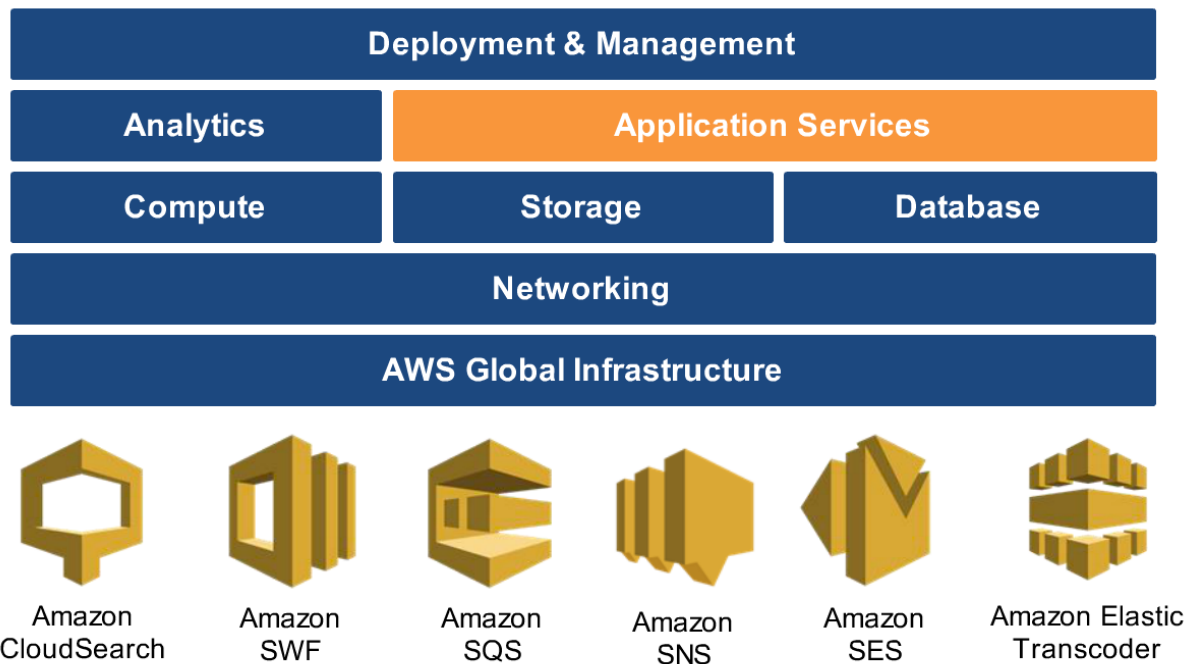 Deployment & Management
Analytics
Application Services
Compute
Storage
Database
Networking
AWS Global Infrastructure
Amazon
CloudSearch
Amazon
SWF
Amazon
SQS
Amazon
SNS
Amazon
SES
Amazon Elastic
Transcoder